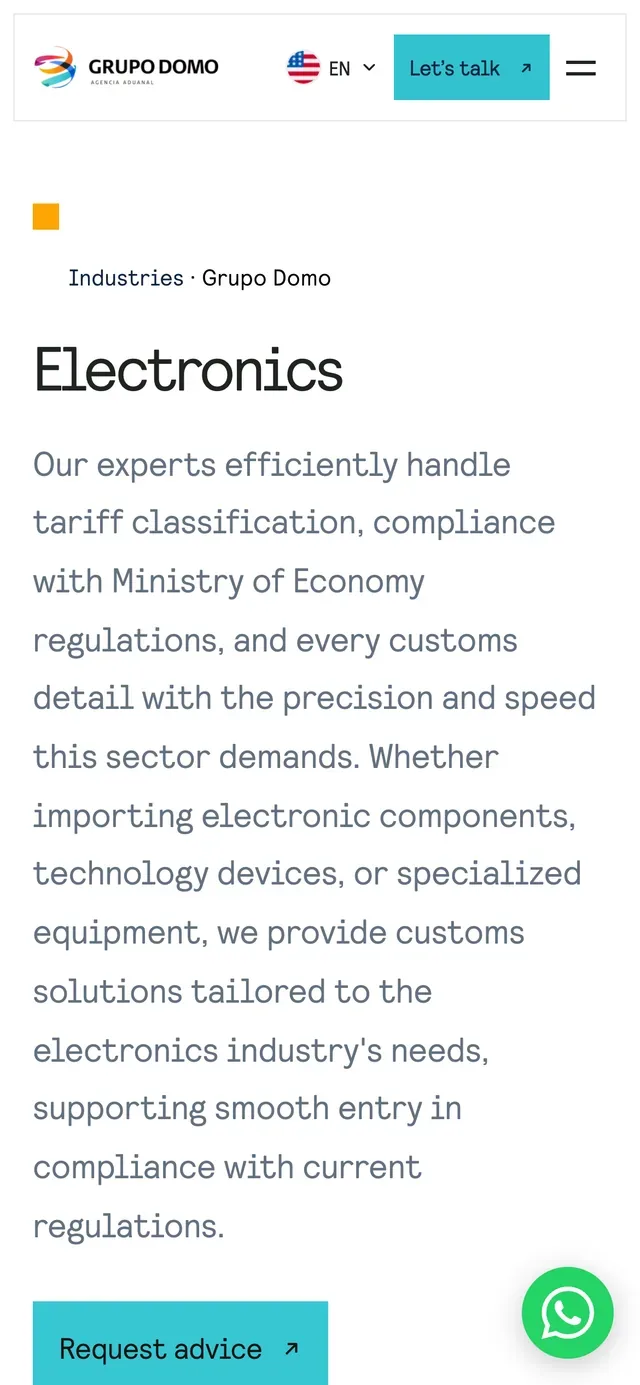 GRUPO DOMO
AGENCIA ADUANAL
EN
Let's talk
Industries · Grupo Domo
Electronics
Our experts efficiently handle
tariff classification, compliance
with Ministry of Economy
regulations, and every customs
detail with the precision and speed
this sector demands. Whether
importing electronic components,
technology devices, or specialized
equipment, we provide customs
solutions tailored to the
electronics industry's needs,
supporting smooth entry in
compliance with current
regulations.
Request advice